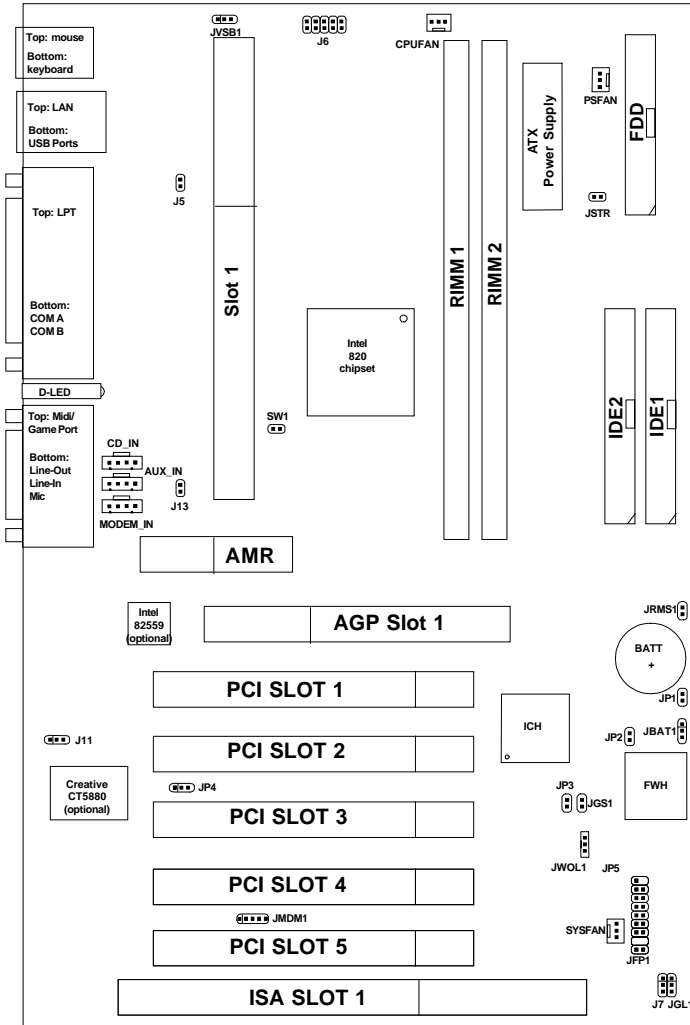 Top: mouse
Bottom:
keyboard
JVSB1
J6
CPUFAN
PSFAN
FDD
ATX
Power Supply
Top: LAN
Bottom:
USB Ports
J5
JSTR
Top: LPT
Bottom:
COM A
COM B
Slot 1
RIMM 1
RIMM 2
Intel
820
chipset
D-LED
IDE2
IDE1
Top: Midi/
Game Port
Bottom:
Line-Out
Line-In
Mic
SW1
CD_IN
AUX_IN
MODEM_IN
J13
AMR
Intel
82559
(optional)
AGP Slot 1
JRMS1
BATT
+
PCI SLOT 1
JP1
ICH
J11
PCI SLOT 2
JP2
JBAT1
Creative
CT5880
(optional)
JP4
JP3
JGS1
FWH
PCI SLOT 3
JWOL1
JP5
PCI SLOT 4
JMDM1
SYSFAN
PCI SLOT 5
JFP1
ISA SLOT 1
J7
JGL1